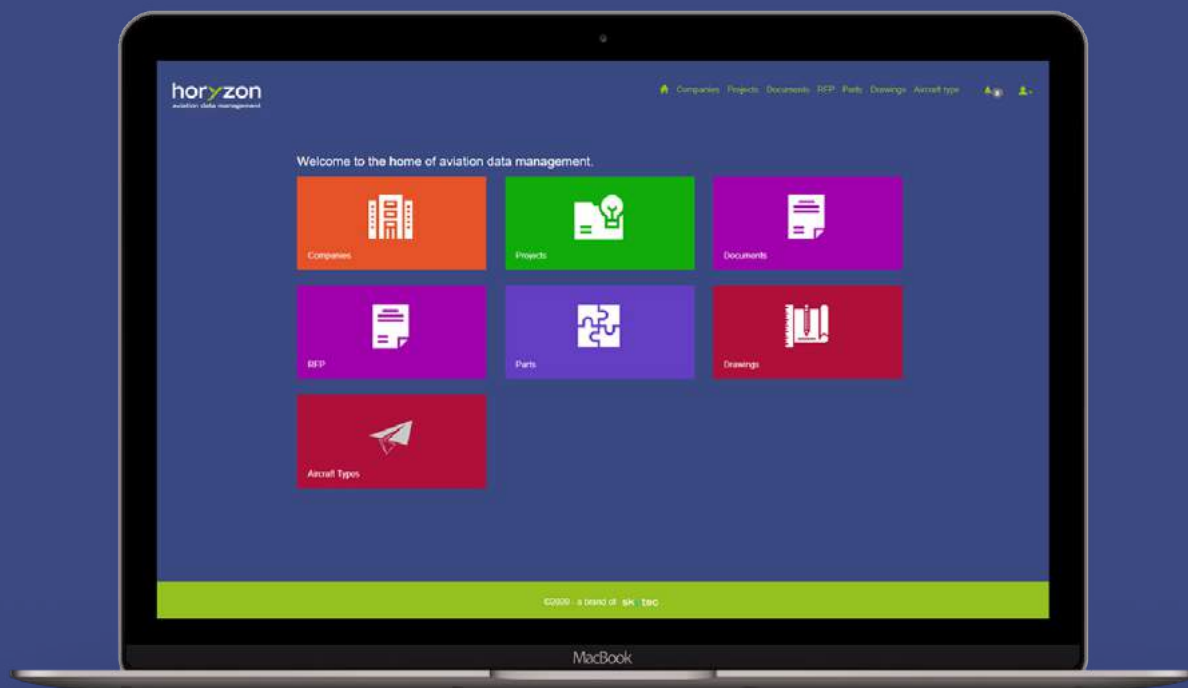 horyzon
aviation data management
Companies Projects Documents RFP Parts Drawings Aircraft type
Welcome to the home of aviation data management.
Companies
Projects
Documents
RFP
Parts
Drawings
Aircraft Types
©2020 - a brand of
MacBook